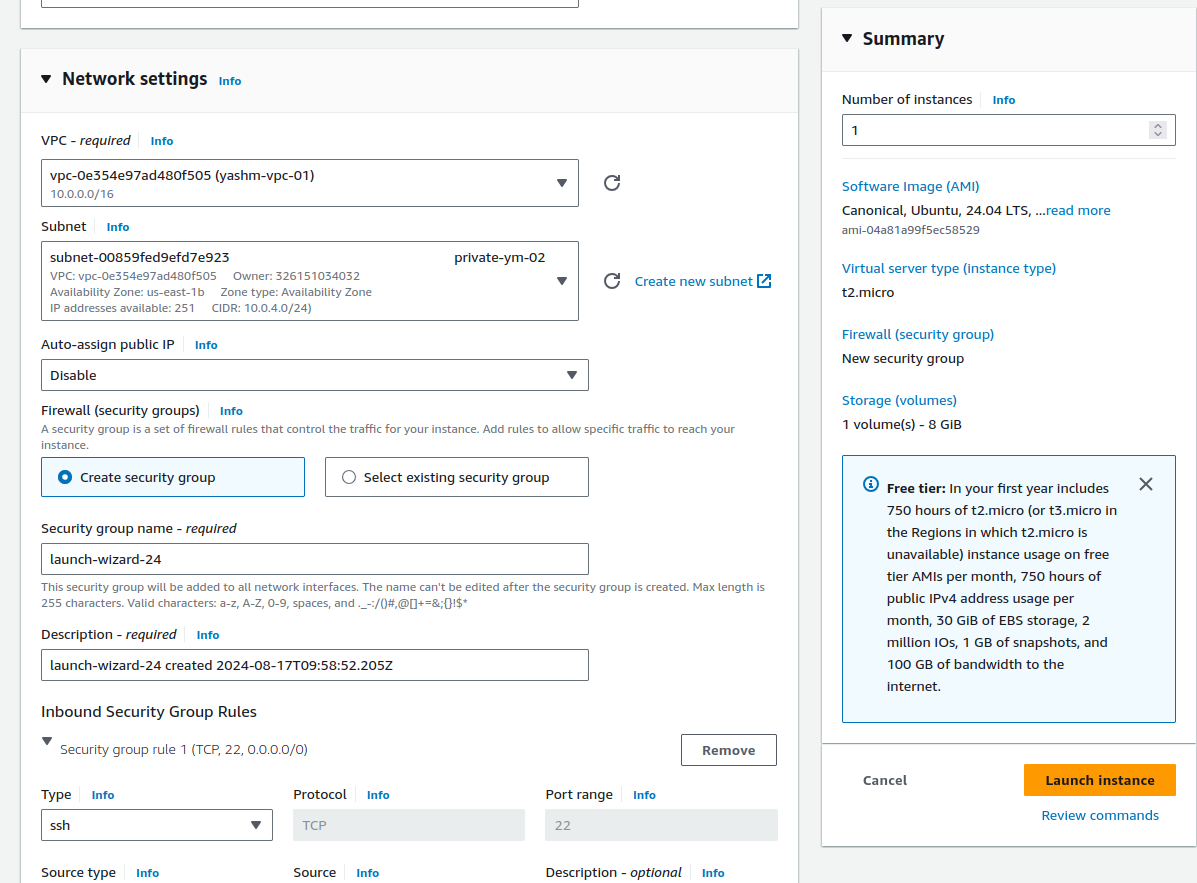 Network settings Info
VPC - required Info
vpc-0e354e97ad480f505 (yashm-vpc-01)
10.0.0.0/16
Subnet Info
subnet-00859fed9efd7e923 private-ym-02
VPC: vpc-0e354e97ad480f505 Owner: 326151034032
Availability Zone: us-east-1b Zone type: Availability Zone
IP addresses available: 251 CIDR: 10.0.4.0/24)
Create new subnet
Auto-assign public IP Info
Disable
Firewall (security groups) Info
A security group is a set of firewall rules that control the traffic for your instance. Add rules to allow specific traffic to reach your
instance.
Create security group
Select existing security group
Security group name - required
launch-wizard-24
This security group will be added to all network interfaces. The name can't be edited after the security group is created. Max length is
255 characters. Valid characters: a-z, A-Z, 0-9, spaces, and ._-:/()#,@[]+=&;{}!$*
Description - required Info
launch-wizard-24 created 2024-08-17T09:58:52.205Z
Inbound Security Group Rules
Security group rule 1 (TCP, 22, 0.0.0.0/0)
Remove
Type Info
Protocol Info
Port range Info
ssh
TCP
22
Source type Info
Source Info
Description - optional Info
Summary
Number of instances Info
1
Software Image (AMI)
Canonical, Ubuntu, 24.04 LTS, ...read more
ami-04a81a99f5ec58529
Virtual server type (instance type)
t2.micro
Firewall (security group)
New security group
Storage (volumes)
1 volume(s) - 8 GiB
Free tier: In your first year includes
750 hours of t2.micro (or t3.micro in
the Regions in which t2.micro is
unavailable) instance usage on free
tier AMIs per month, 750 hours of
public IPv4 address usage per
month, 30 GiB of EBS storage, 2
million IOs, 1 GB of snapshots, and
100 GB of bandwidth to the
internet.
Cancel
Launch instance
Review commands